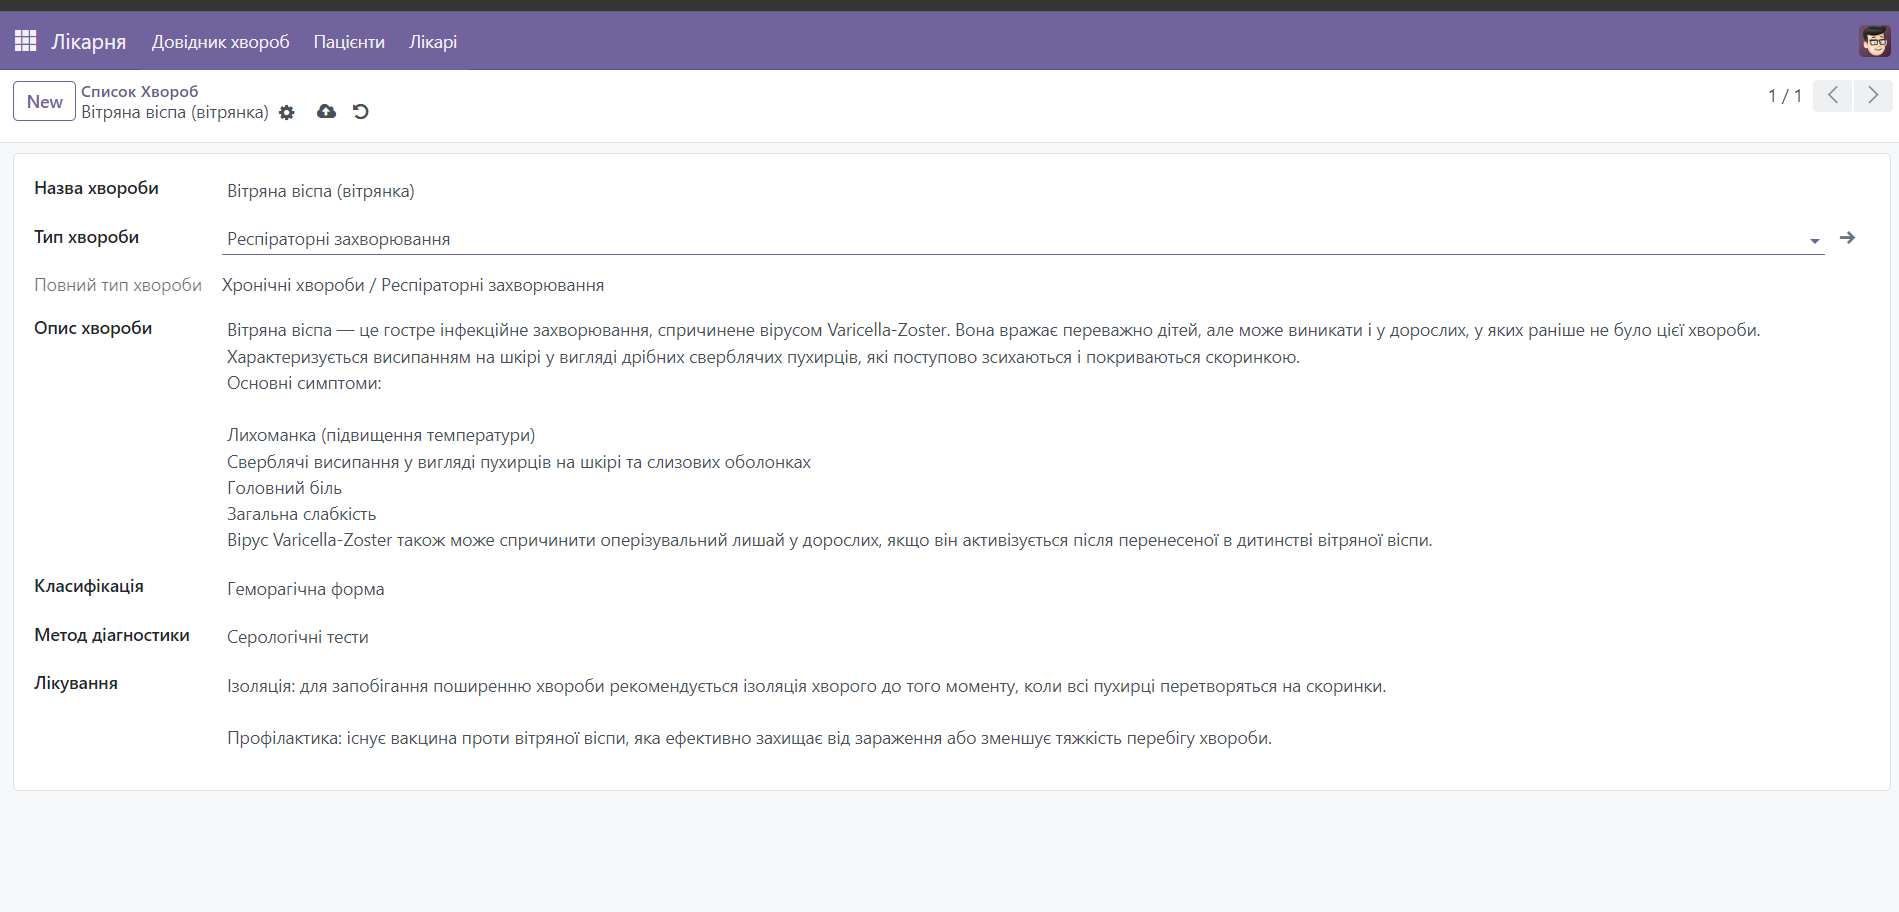 Лікарня Довідник хвороб Пацієнти Лікарі
New
Список Хвороб
Вітряна віспа (вітрянка)
1 / 1
Назва хвороби Вітряна віспа (вітрянка)
Тип хвороби Респіраторні захворювання
Повний тип хвороби Хронічні хвороби / Респіраторні захворювання
Опис хвороби Вітряна віспа — це гостре інфекційне захворювання, спричинене вірусом Varicella-Zoster. Вона вражає переважно дітей, але може виникати і у дорослих, у яких раніше не було цієї хвороби.
Характеризується висипанням на шкірі у вигляді дрібних сверблячих пухирців, які поступово зсихаються і покриваються скоринкою.
Основні симптоми:
Лихоманка (підвищення температури)
Сверблячі висипання у вигляді пухирців на шкірі та слизових оболонках
Головний біль
Загальна слабкість
Вірус Varicella-Zoster також може спричинити оперізувальний лишай у дорослих, якщо він активізується після перенесеної в дитинстві вітряної віспи.
Класифікація Геморагічна форма
Метод діагностики Серологічні тести
Лікування Ізоляція: для запобігання поширенню хвороби рекомендується ізоляція хворого до того моменту, коли всі пухирці перетворяться на скоринки.
Профілактика: існує вакцина проти вітряної віспи, яка ефективно захищає від зараження або зменшує тяжкість перебігу хвороби.